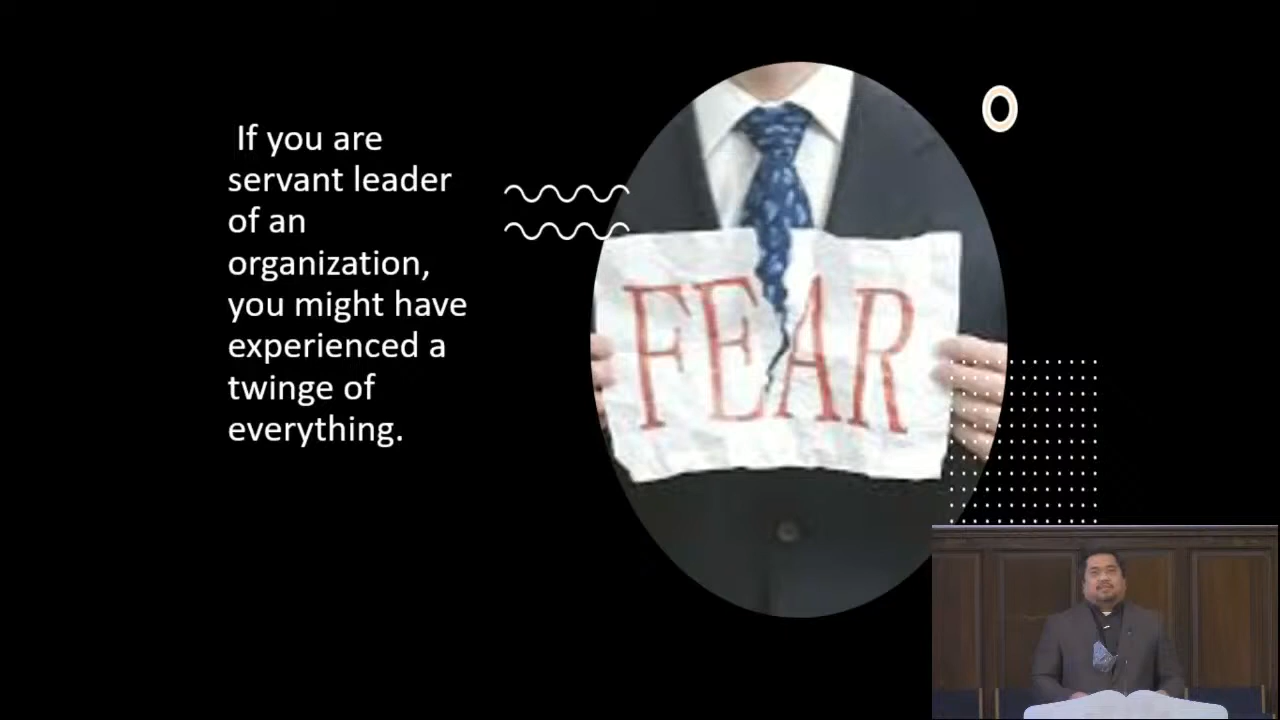 If you are
servant leader
of an
organization,
you might have
experienced a
twinge of
everything.
FEAR